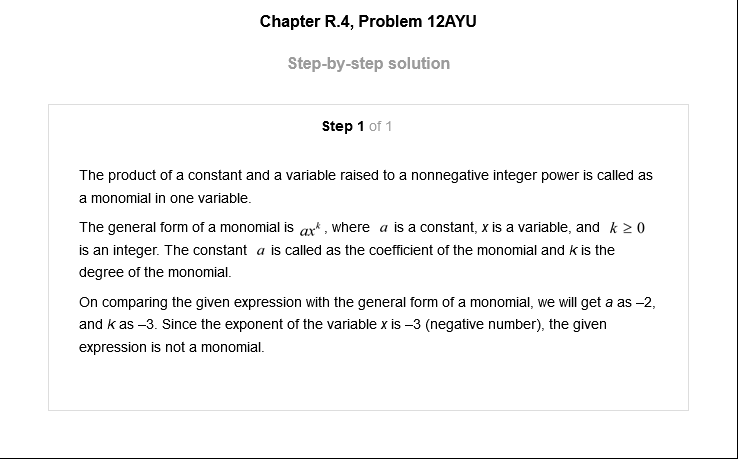 Chapter R.4, Problem 12AYU
Step-by-step solution
Step 1 of 1
The product of a constant and a variable raised to a nonnegative integer power is called as
a monomial in one variable.
The general form of a monomial is axᵏ, where a is a constant, x is a variable, and k ≥ 0
is an integer. The constant a is called as the coefficient of the monomial and k is the
degree of the monomial.
On comparing the given expression with the general form of a monomial, we will get a as –2,
and k as –3. Since the exponent of the variable x is –3 (negative number), the given
expression is not a monomial.